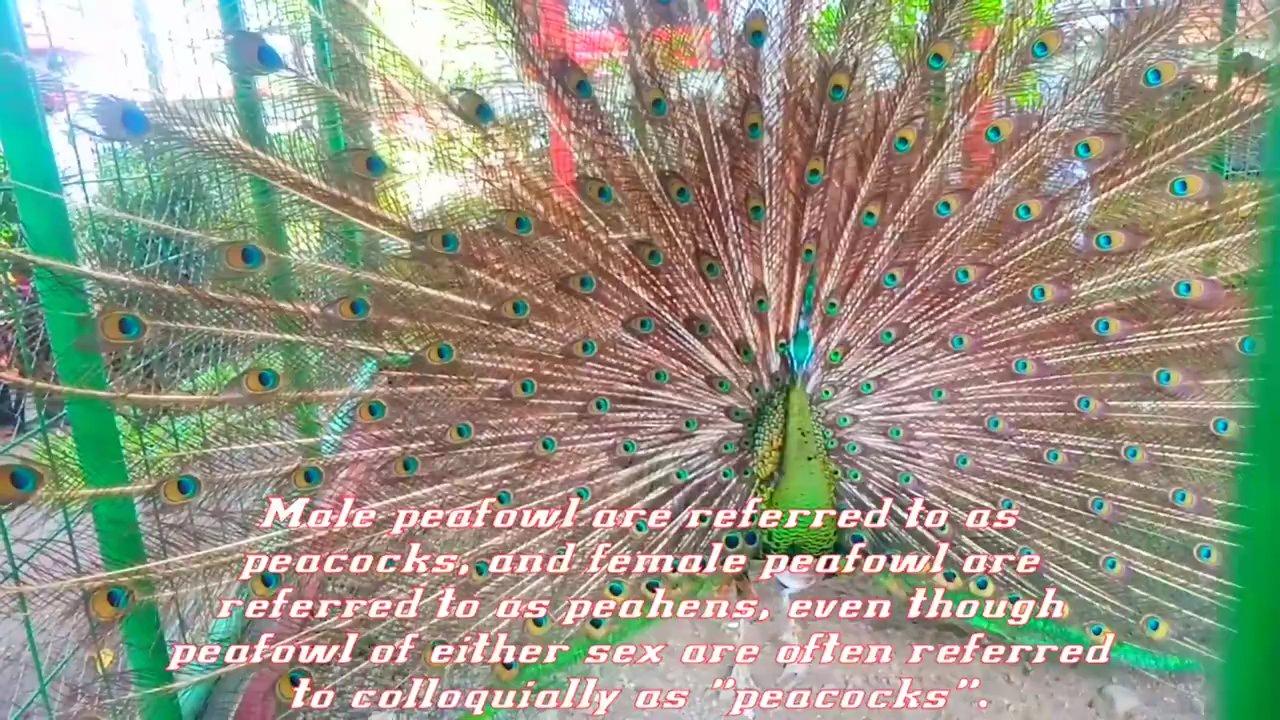 Male peafowl are referred to as
peacocks, and female peafowl are
referred to as peahens, even though
peafowl of either sex are often referred
to colloquially as "peacocks".